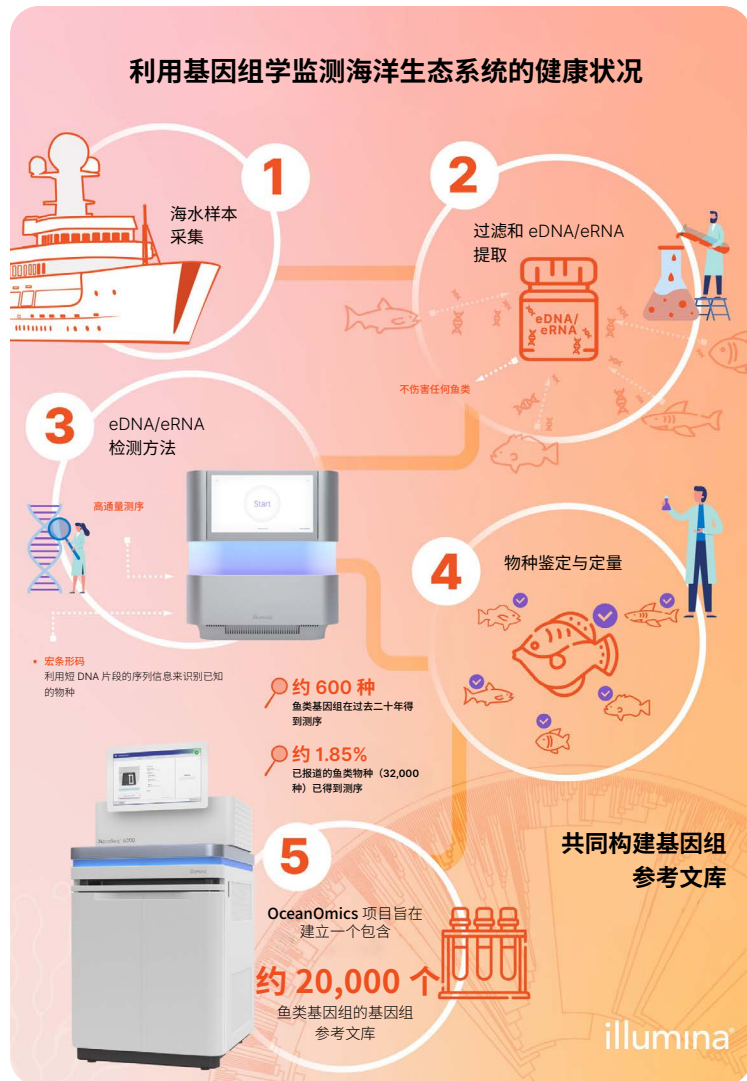 利用基因组学监测海洋生态系统的健康状况
1
海水样本
采集
2
过滤和 eDNA/eRNA
提取
eDNA/
eRNA
不伤害任何鱼类
3
eDNA/eRNA
检测方法
高通量测序
Start
illumina
• 宏条形码
利用短 DNA 片段的序列信息来识别已知
的物种
4
物种鉴定与定量
约 600 种
鱼类基因组在过去二十年得
到测序
约 1.85%
已报道的鱼类物种（32,000
种）已得到测序
NovaSeq 6000
5
OceanOmics 项目旨在
建立一个包含
约 20,000 个
鱼类基因组的基因组
参考文库
共同构建基因组
参考文库
illumina